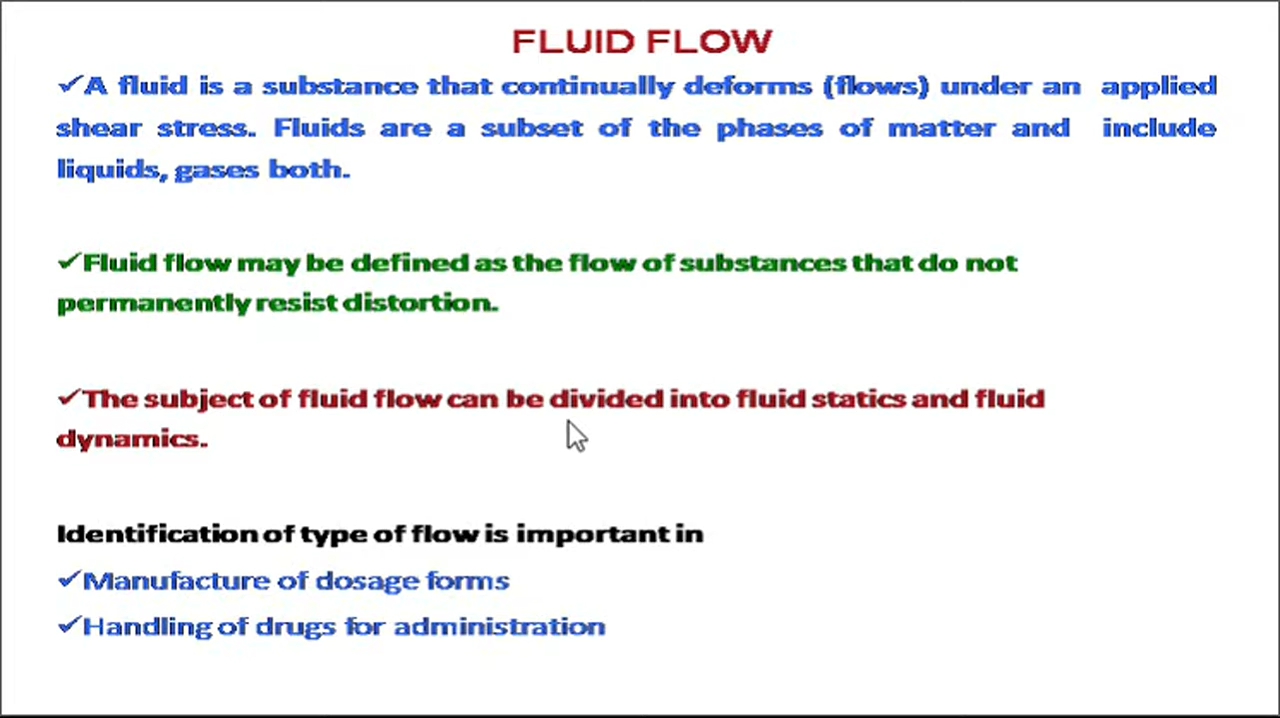 FLUID FLOW
✓A fluid is a substance that continually deforms (flows) under an applied
shear stress. Fluids are a subset of the phases of matter and include
liquids, gases both.
✓Fluid flow may be defined as the flow of substances that do not
permanently resist distortion.
✓The subject of fluid flow can be divided into fluid statics and fluid
dynamics.
Identification of type of flow is important in
✓Manufacture of dosage forms
✓Handling of drugs for administration